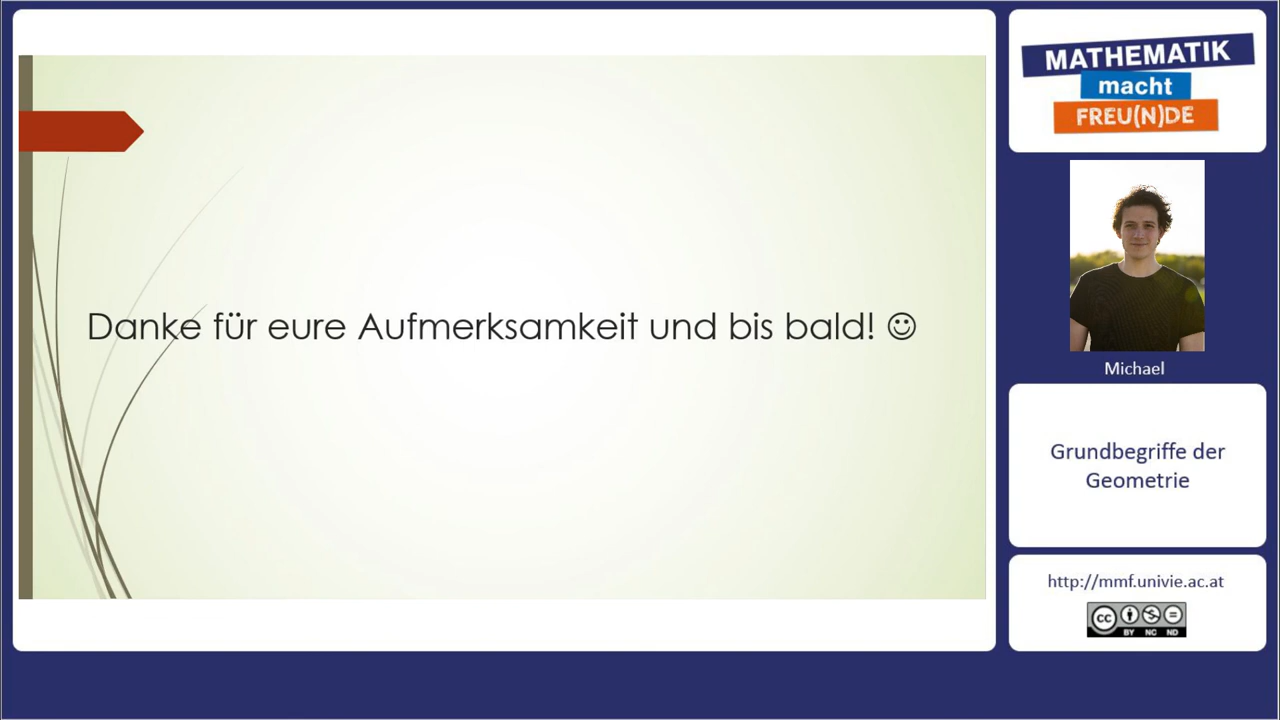 Danke für eure Aufmerksamkeit und bis bald! ☺
MATHEMATIK
macht
FREU(N)DE
Michael
Grundbegriffe der
Geometrie
http://mmf.univie.ac.at
cc
BY NC ND